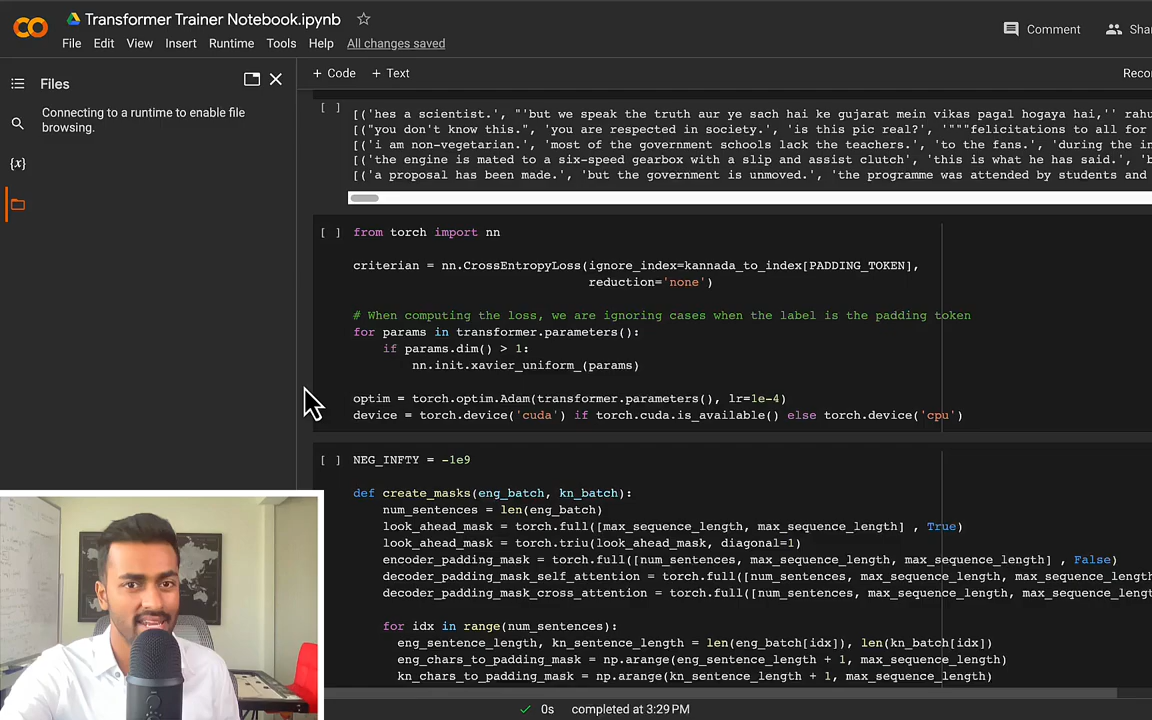 Transformer Trainer Notebook.ipynb
File Edit View Insert Runtime Tools Help All changes saved
Comment
Files
Connecting to a runtime to enable file
browsing.
{x}
+ Code + Text
[ ] [('hes a scientist.', "'but we speak the truth aur ye sach hai ke gujarat mein vikas pagal hogaya hai,''
[("you don't know this.", 'you are respected in society.', 'is this pic real?', '"""felicitations to all for
[('i am non-vegetarian.', 'most of the government schools lack the teachers.', 'to the fans.', 'during the
[('the engine is mated to a six-speed gearbox with a slip and assist clutch', 'this is what he has said.',
[('a proposal has been made.', 'but the government is unmoved.', 'the programme was attended by students and
[ ] from torch import nn
criterian = nn.CrossEntropyLoss(ignore_index=kannada_to_index[PADDING_TOKEN],
reduction='none')
# When computing the loss, we are ignoring cases when the label is the padding token
for params in transformer.parameters():
if params.dim() > 1:
nn.init.xavier_uniform_(params)
optim = torch.optim.Adam(transformer.parameters(), lr=1e-4)
device = torch.device('cuda') if torch.cuda.is_available() else torch.device('cpu')
[ ] NEG_INFTY = -1e9
def create_masks(eng_batch, kn_batch):
num_sentences = len(eng_batch)
look_ahead_mask = torch.full([max_sequence_length, max_sequence_length] , True)
look_ahead_mask = torch.triu(look_ahead_mask, diagonal=1)
encoder_padding_mask = torch.full([num_sentences, max_sequence_length, max_sequence_length] , False)
decoder_padding_mask_self_attention = torch.full([num_sentences, max_sequence_length,
decoder_padding_mask_cross_attention = torch.full([num_sentences, max_sequence_length,
for idx in range(num_sentences):
eng_sentence_length, kn_sentence_length = len(eng_batch[idx]), len(kn_batch[idx])
eng_chars_to_padding_mask = np.arange(eng_sentence_length + 1, max_sequence_length)
kn_chars_to_padding_mask = np.arange(kn_sentence_length + 1, max_sequence_length)
0s completed at 3:29 PM